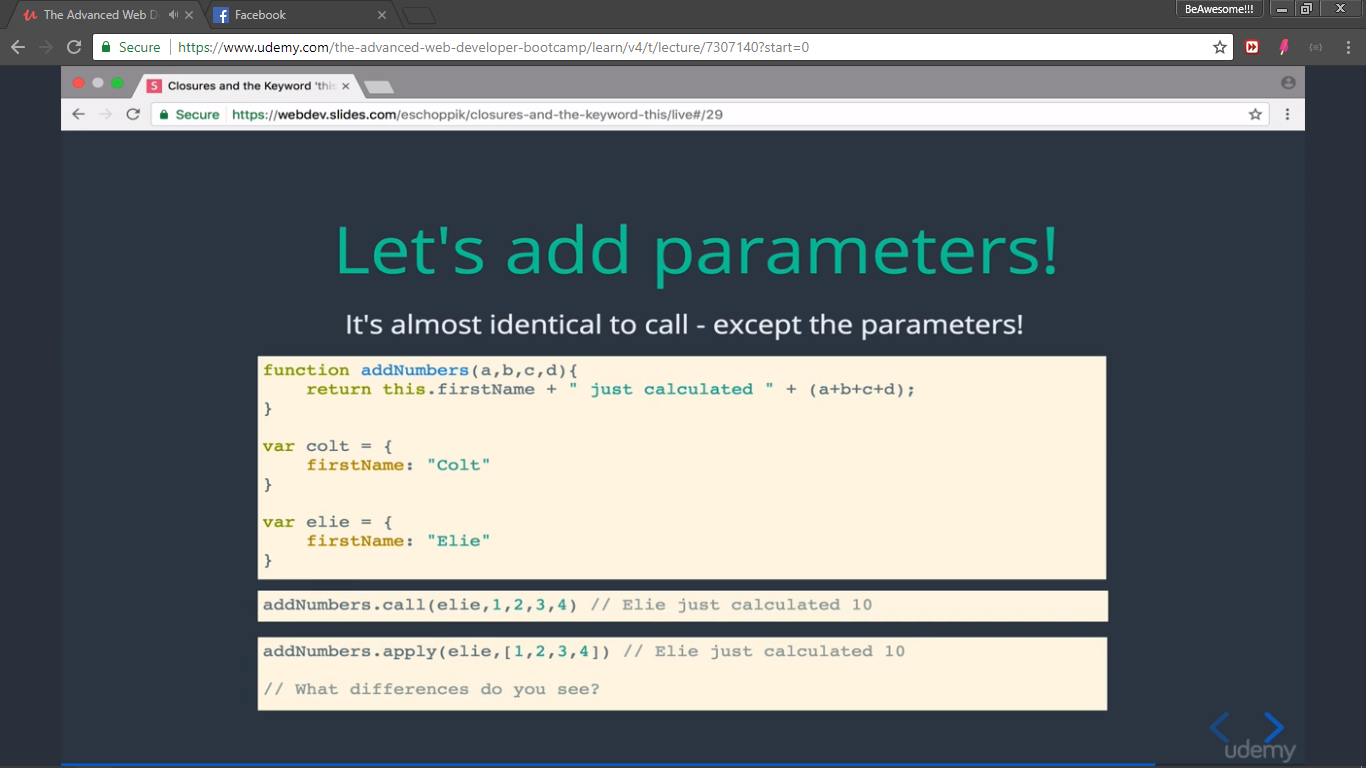 The Advanced Web D
Facebook
BeAwesome!!!
Secure
https://www.udemy.com/the-advanced-web-developer-bootcamp/learn/v4/t/lecture/7307140?start=0
S
Closures and the Keyword 'this
Secure
https://webdev.slides.com/eschoppik/closures-and-the-keyword-this/live#/29
Let's add parameters!
It's almost identical to call - except the parameters!
function addNumbers(a,b,c,d){
    return this.firstName + " just calculated " + (a+b+c+d);
}
var colt = {
    firstName: "Colt"
}
var elie = {
    firstName: "Elie"
}
addNumbers.call(elie,1,2,3,4) // Elie just calculated 10
addNumbers.apply(elie,[1,2,3,4]) // Elie just calculated 10
// What differences do you see?
udemy